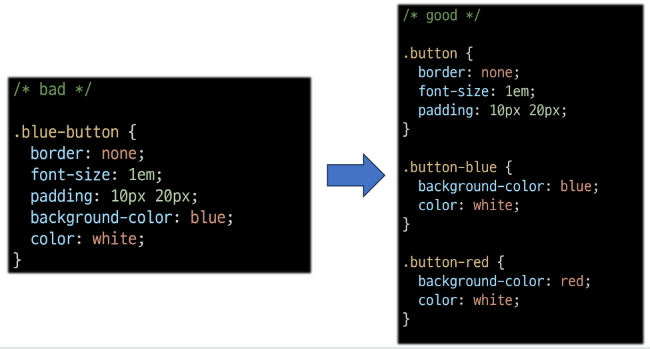 /* bad */
.blue-button {
  border: none;
  font-size: 1em;
  padding: 10px 20px;
  background-color: blue;
  color: white;
}
/* good */
.button {
  border: none;
  font-size: 1em;
  padding: 10px 20px;
}
.button-blue {
  background-color: blue;
  color: white;
}
.button-red {
  background-color: red;
  color: white;
}